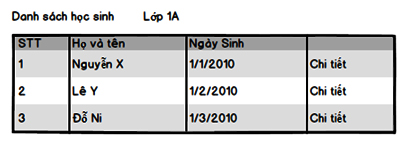 Danh sách học sinh Lớp 1A
STT Họ và tên Ngày Sinh
1 Nguyễn X 1/1/2010 Chi tiết
2 Lê Y 1/2/2010 Chi tiết
3 Đỗ Ni 1/3/2010 Chi tiết